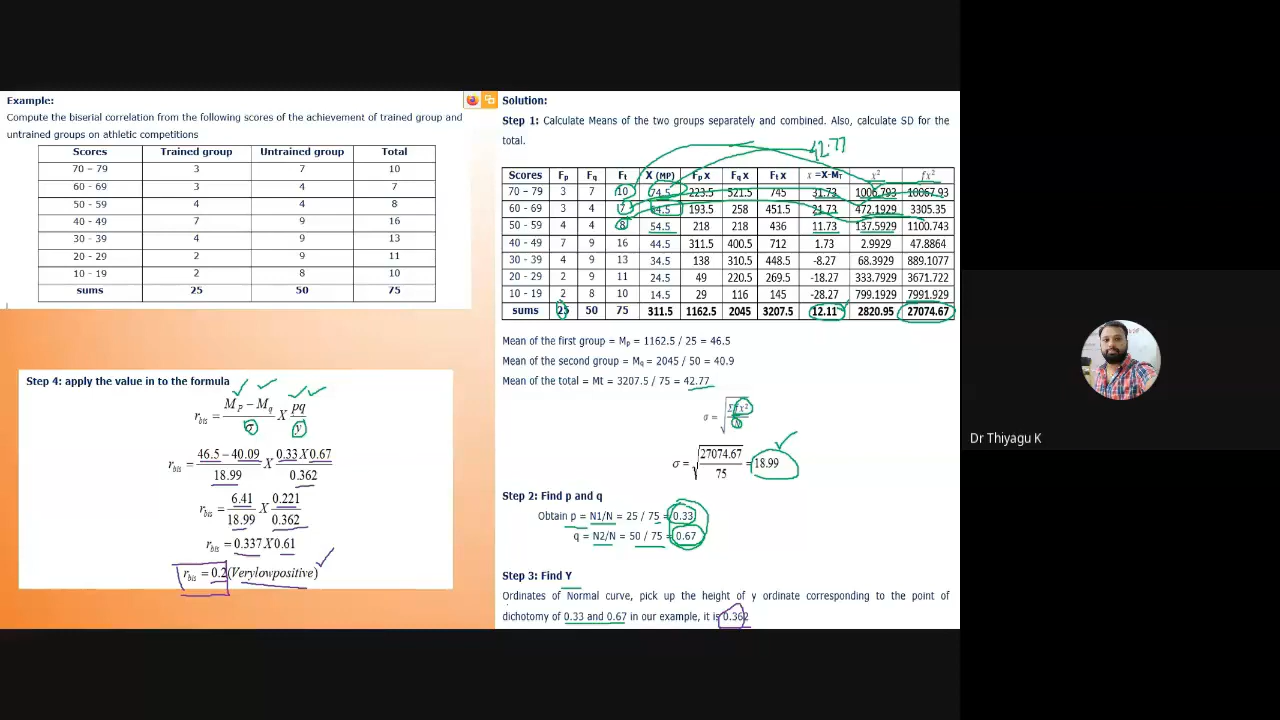 Example:
Compute the biserial correlation from the following scores of the achievement of trained group and
untrained groups on athletic competitions
Scores Trained group Untrained group Total
70 – 79 3 7 10
60 - 69 3 4 7
50 - 59 4 4 8
40 - 49 7 9 16
30 - 39 4 9 13
20 - 29 2 9 11
10 - 19 2 8 10
sums 25 50 75
Step 4: apply the value in to the formula
r_bis = (M_P − M_q)/σ X pq/y
r_bis = (46.5 − 40.09)/18.99 X (0.33 X 0.67)/0.362
r_bis = 6.41/18.99 X 0.221/0.362
r_bis = 0.337 X 0.61
r_bis = 0.2 (Verylowpositive)
Solution:
Step 1: Calculate Means of the two groups separately and combined. Also, calculate SD for the
total.
42.77
Scores Fp Fq Ft X (MP) Fp X Fq X Ft X x =X-MT x² fx²
70 – 79 3 7 10 74.5 223.5 521.5 745 31.73 1006.793 10067.93
60 - 69 3 4 7 64.5 193.5 258 451.5 21.73 472.1929 3305.35
50 - 59 4 4 8 54.5 218 218 436 11.73 137.5929 1100.743
40 - 49 7 9 16 44.5 311.5 400.5 712 1.73 2.9929 47.8864
30 - 39 4 9 13 34.5 138 310.5 448.5 -8.27 68.3929 889.1077
20 - 29 2 9 11 24.5 49 220.5 269.5 -18.27 333.7929 3671.722
10 - 19 2 8 10 14.5 29 116 145 -28.27 799.1929 7991.929
sums 25 50 75 311.5 1162.5 2045 3207.5 12.11 2820.95 27074.67
Mean of the first group = Mp = 1162.5 / 25 = 46.5
Mean of the second group = Mq = 2045 / 50 = 40.9
Mean of the total = Mt = 3207.5 / 75 = 42.77
σ = √(Σfx²/N)
σ = √(27074.67/75) = 18.99
Step 2: Find p and q
Obtain p = N1/N = 25 / 75 = 0.33
q = N2/N = 50 / 75 = 0.67
Step 3: Find Y
Ordinates of Normal curve, pick up the height of y ordinate corresponding to the point of
dichotomy of 0.33 and 0.67 in our example, it is 0.362
Dr Thiyagu K